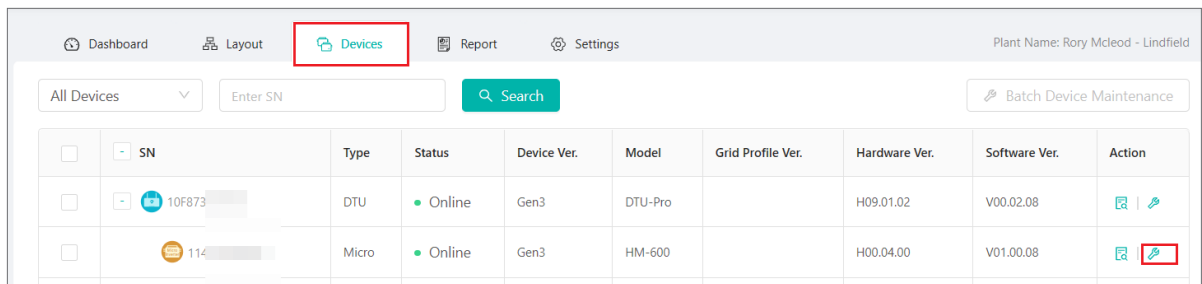 Dashboard Layout Devices Report Settings Plant Name: Rory Mcleod - Lindfield
All Devices Enter SN Search Batch Device Maintenance
SN Type Status Device Ver. Model Grid Profile Ver. Hardware Ver. Software Ver. Action
10F873 DTU Online Gen3 DTU-Pro H09.01.02 V00.02.08
114 Micro Online Gen3 HM-600 H00.04.00 V01.00.08